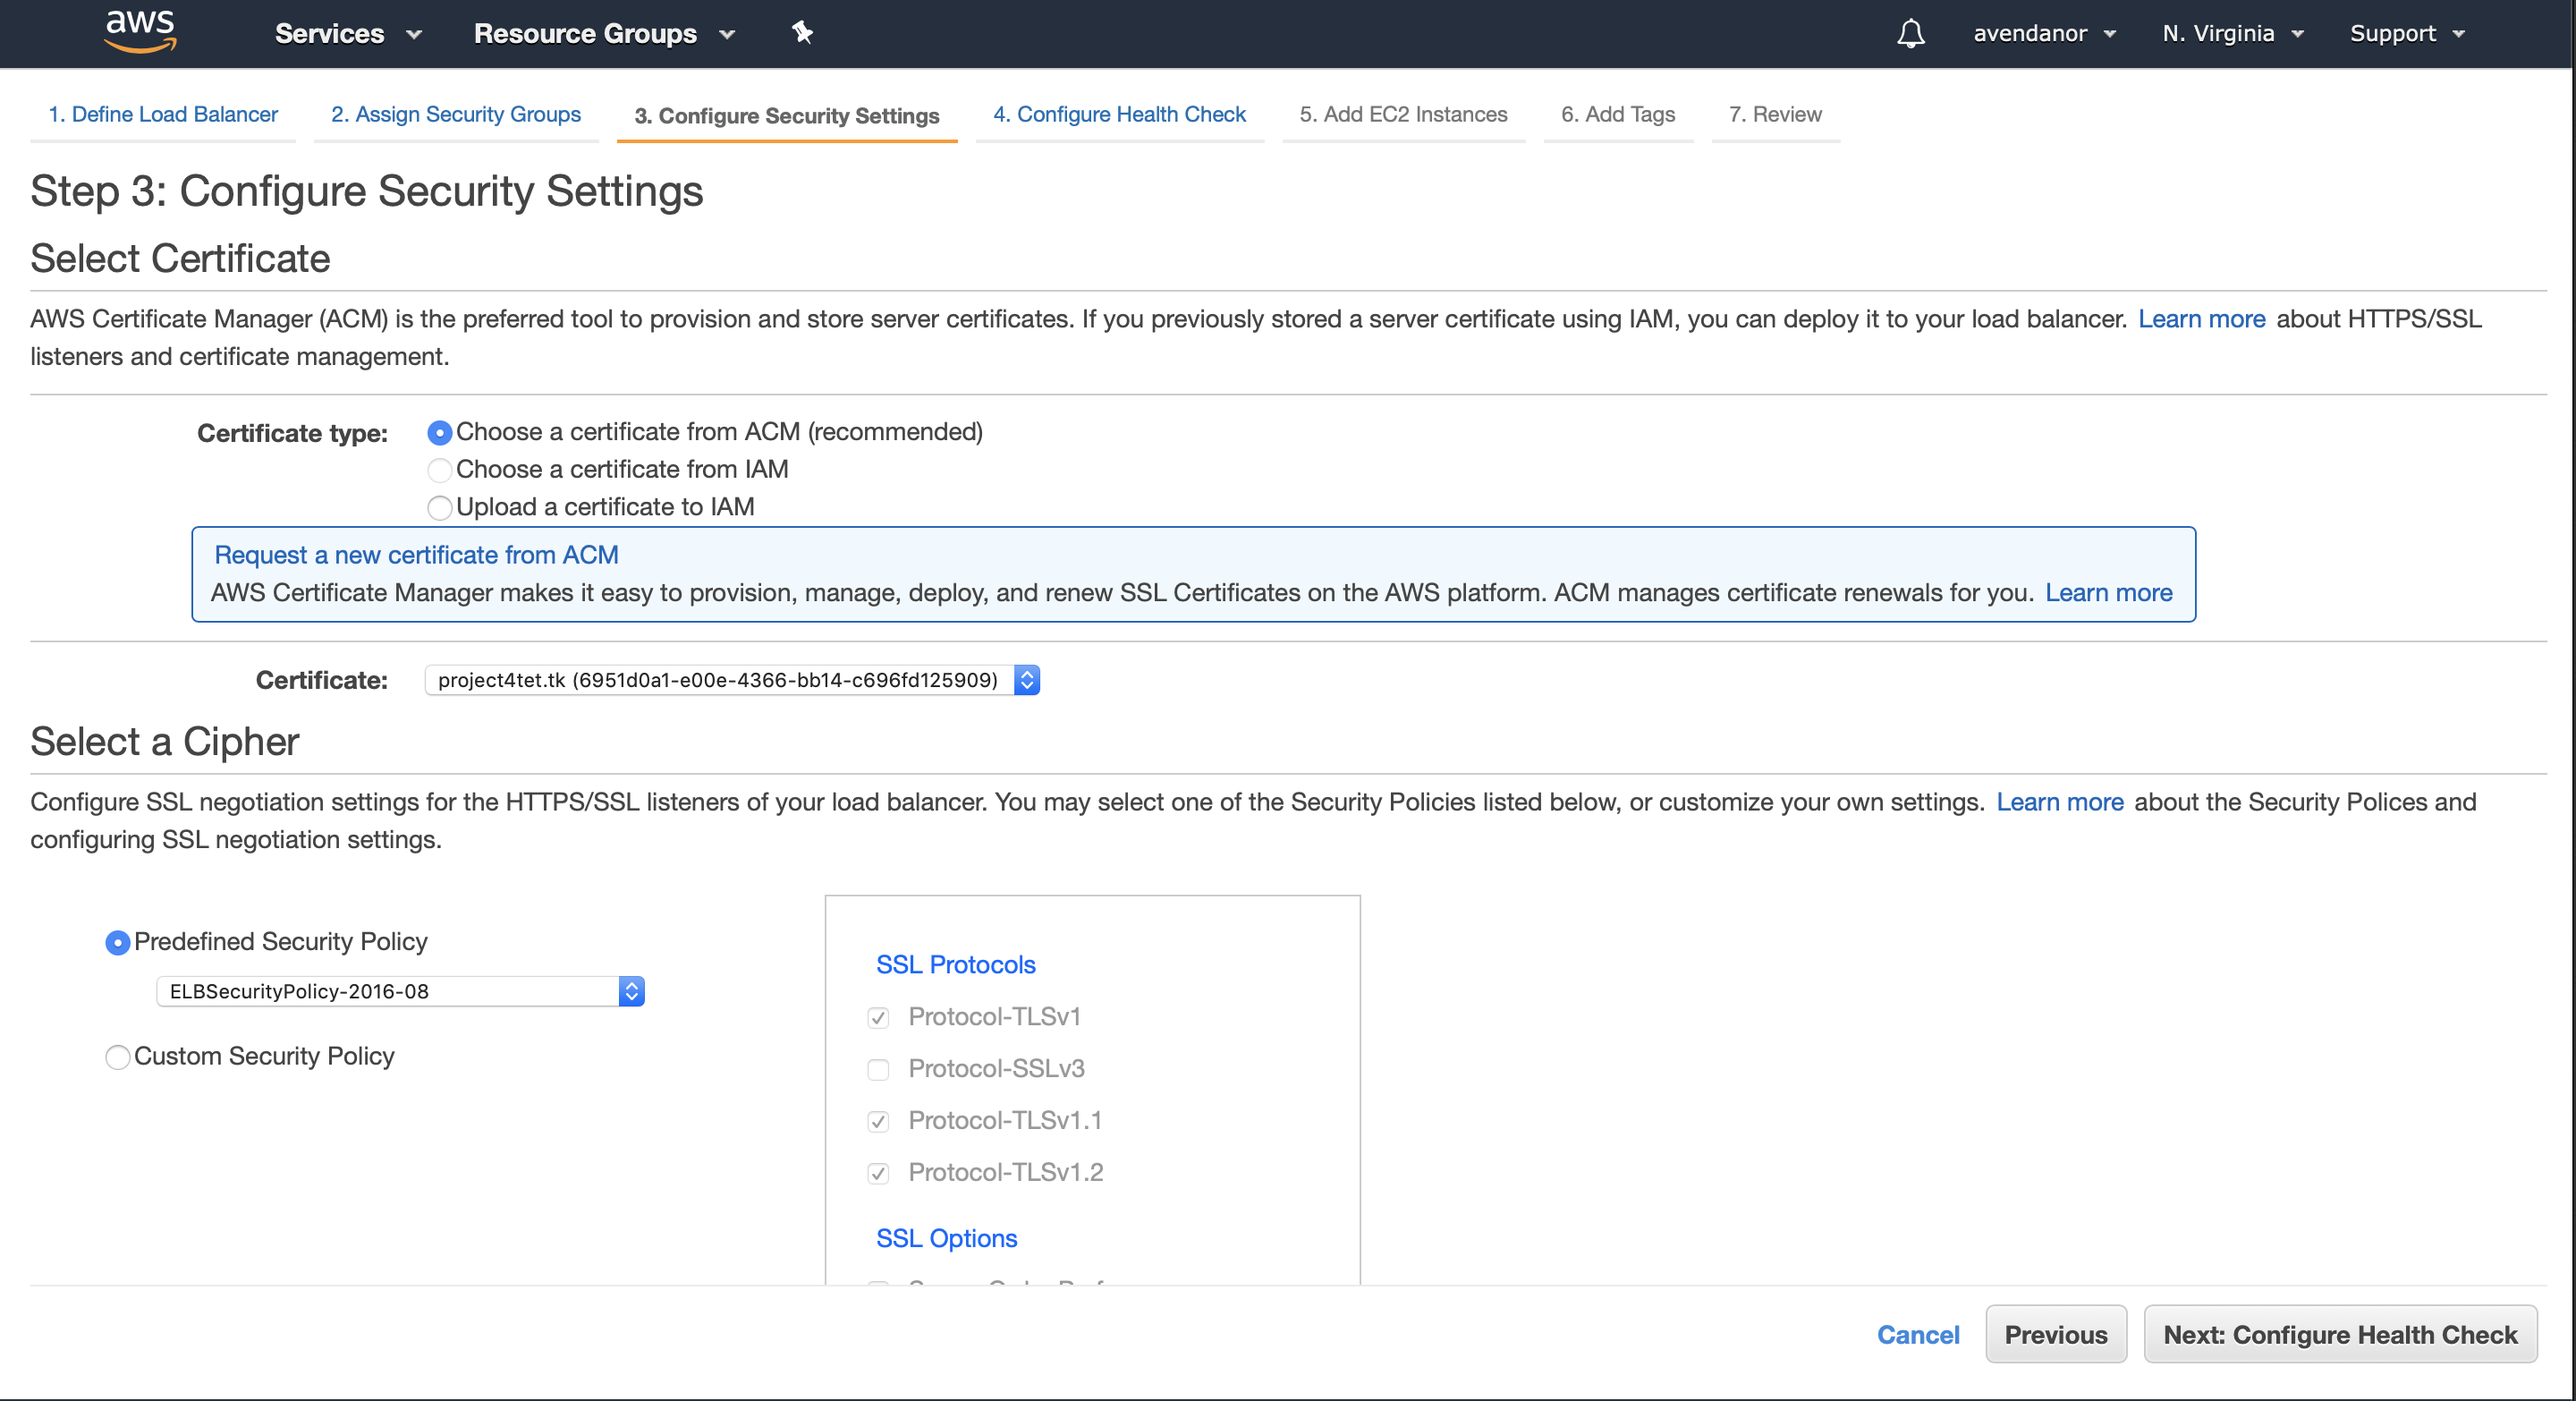 aws Services Resource Groups avendanor N. Virginia Support
1. Define Load Balancer 2. Assign Security Groups 3. Configure Security Settings 4. Configure Health Check 5. Add EC2 Instances 6. Add Tags 7. Review
Step 3: Configure Security Settings
Select Certificate
AWS Certificate Manager (ACM) is the preferred tool to provision and store server certificates. If you previously stored a server certificate using IAM, you can deploy it to your load balancer. Learn more about HTTPS/SSL
listeners and certificate management.
Certificate type: Choose a certificate from ACM (recommended)
Choose a certificate from IAM
Upload a certificate to IAM
Request a new certificate from ACM
AWS Certificate Manager makes it easy to provision, manage, deploy, and renew SSL Certificates on the AWS platform. ACM manages certificate renewals for you. Learn more
Certificate: project4tet.tk (6951d0a1-e00e-4366-bb14-c696fd125909)
Select a Cipher
Configure SSL negotiation settings for the HTTPS/SSL listeners of your load balancer. You may select one of the Security Policies listed below, or customize your own settings. Learn more about the Security Polices and
configuring SSL negotiation settings.
Predefined Security Policy
ELBSecurityPolicy-2016-08
Custom Security Policy
SSL Protocols
Protocol-TLSv1
Protocol-SSLv3
Protocol-TLSv1.1
Protocol-TLSv1.2
SSL Options
Cancel Previous Next: Configure Health Check